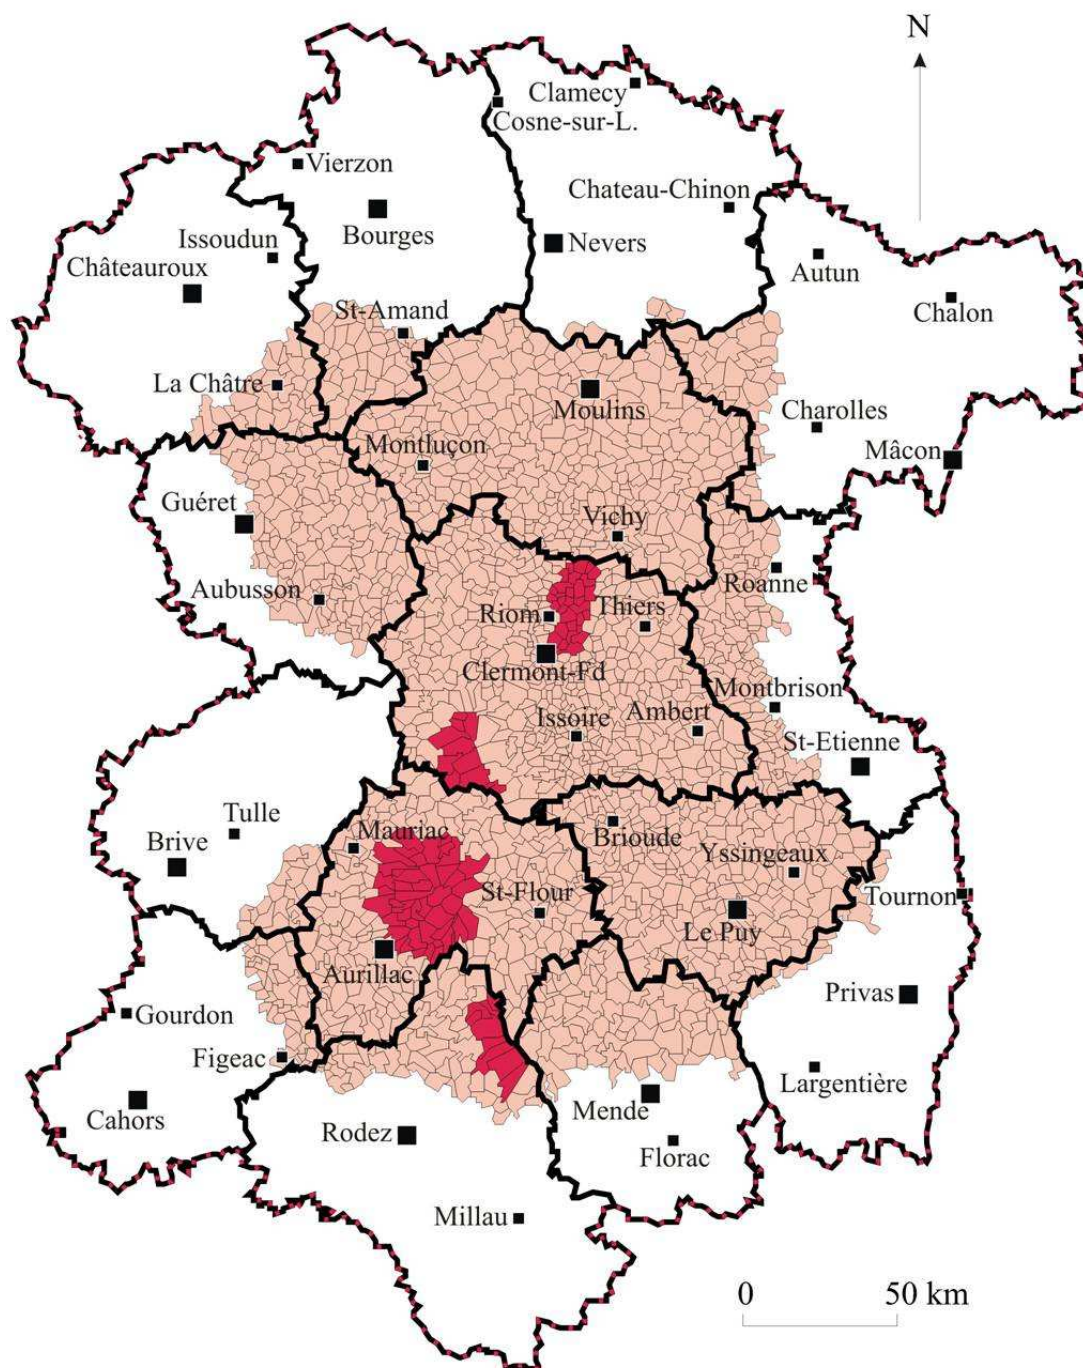 N
Clamecy
Cosne-sur-L.
Vierzon
Chateau-Chinon
Bourges
Issoudun
Nevers
Châteauroux
Autun
Chalon
St-Amand
La Châtre
Moulins
Charolles
Montluçon
Mâcon
Guéret
Vichy
Aubusson
Roanne
Riom
Thiers
Clermont-Fd
Montbrison
Issoire
Ambert
St-Etienne
Tulle
Mauriac
Brioude
Brive
Yssingeaux
St-Flour
Tournon
Le Puy
Aurillac
Privas
Gourdon
Figeac
Largentière
Mende
Cahors
Rodez
Florac
Millau
0 50 km